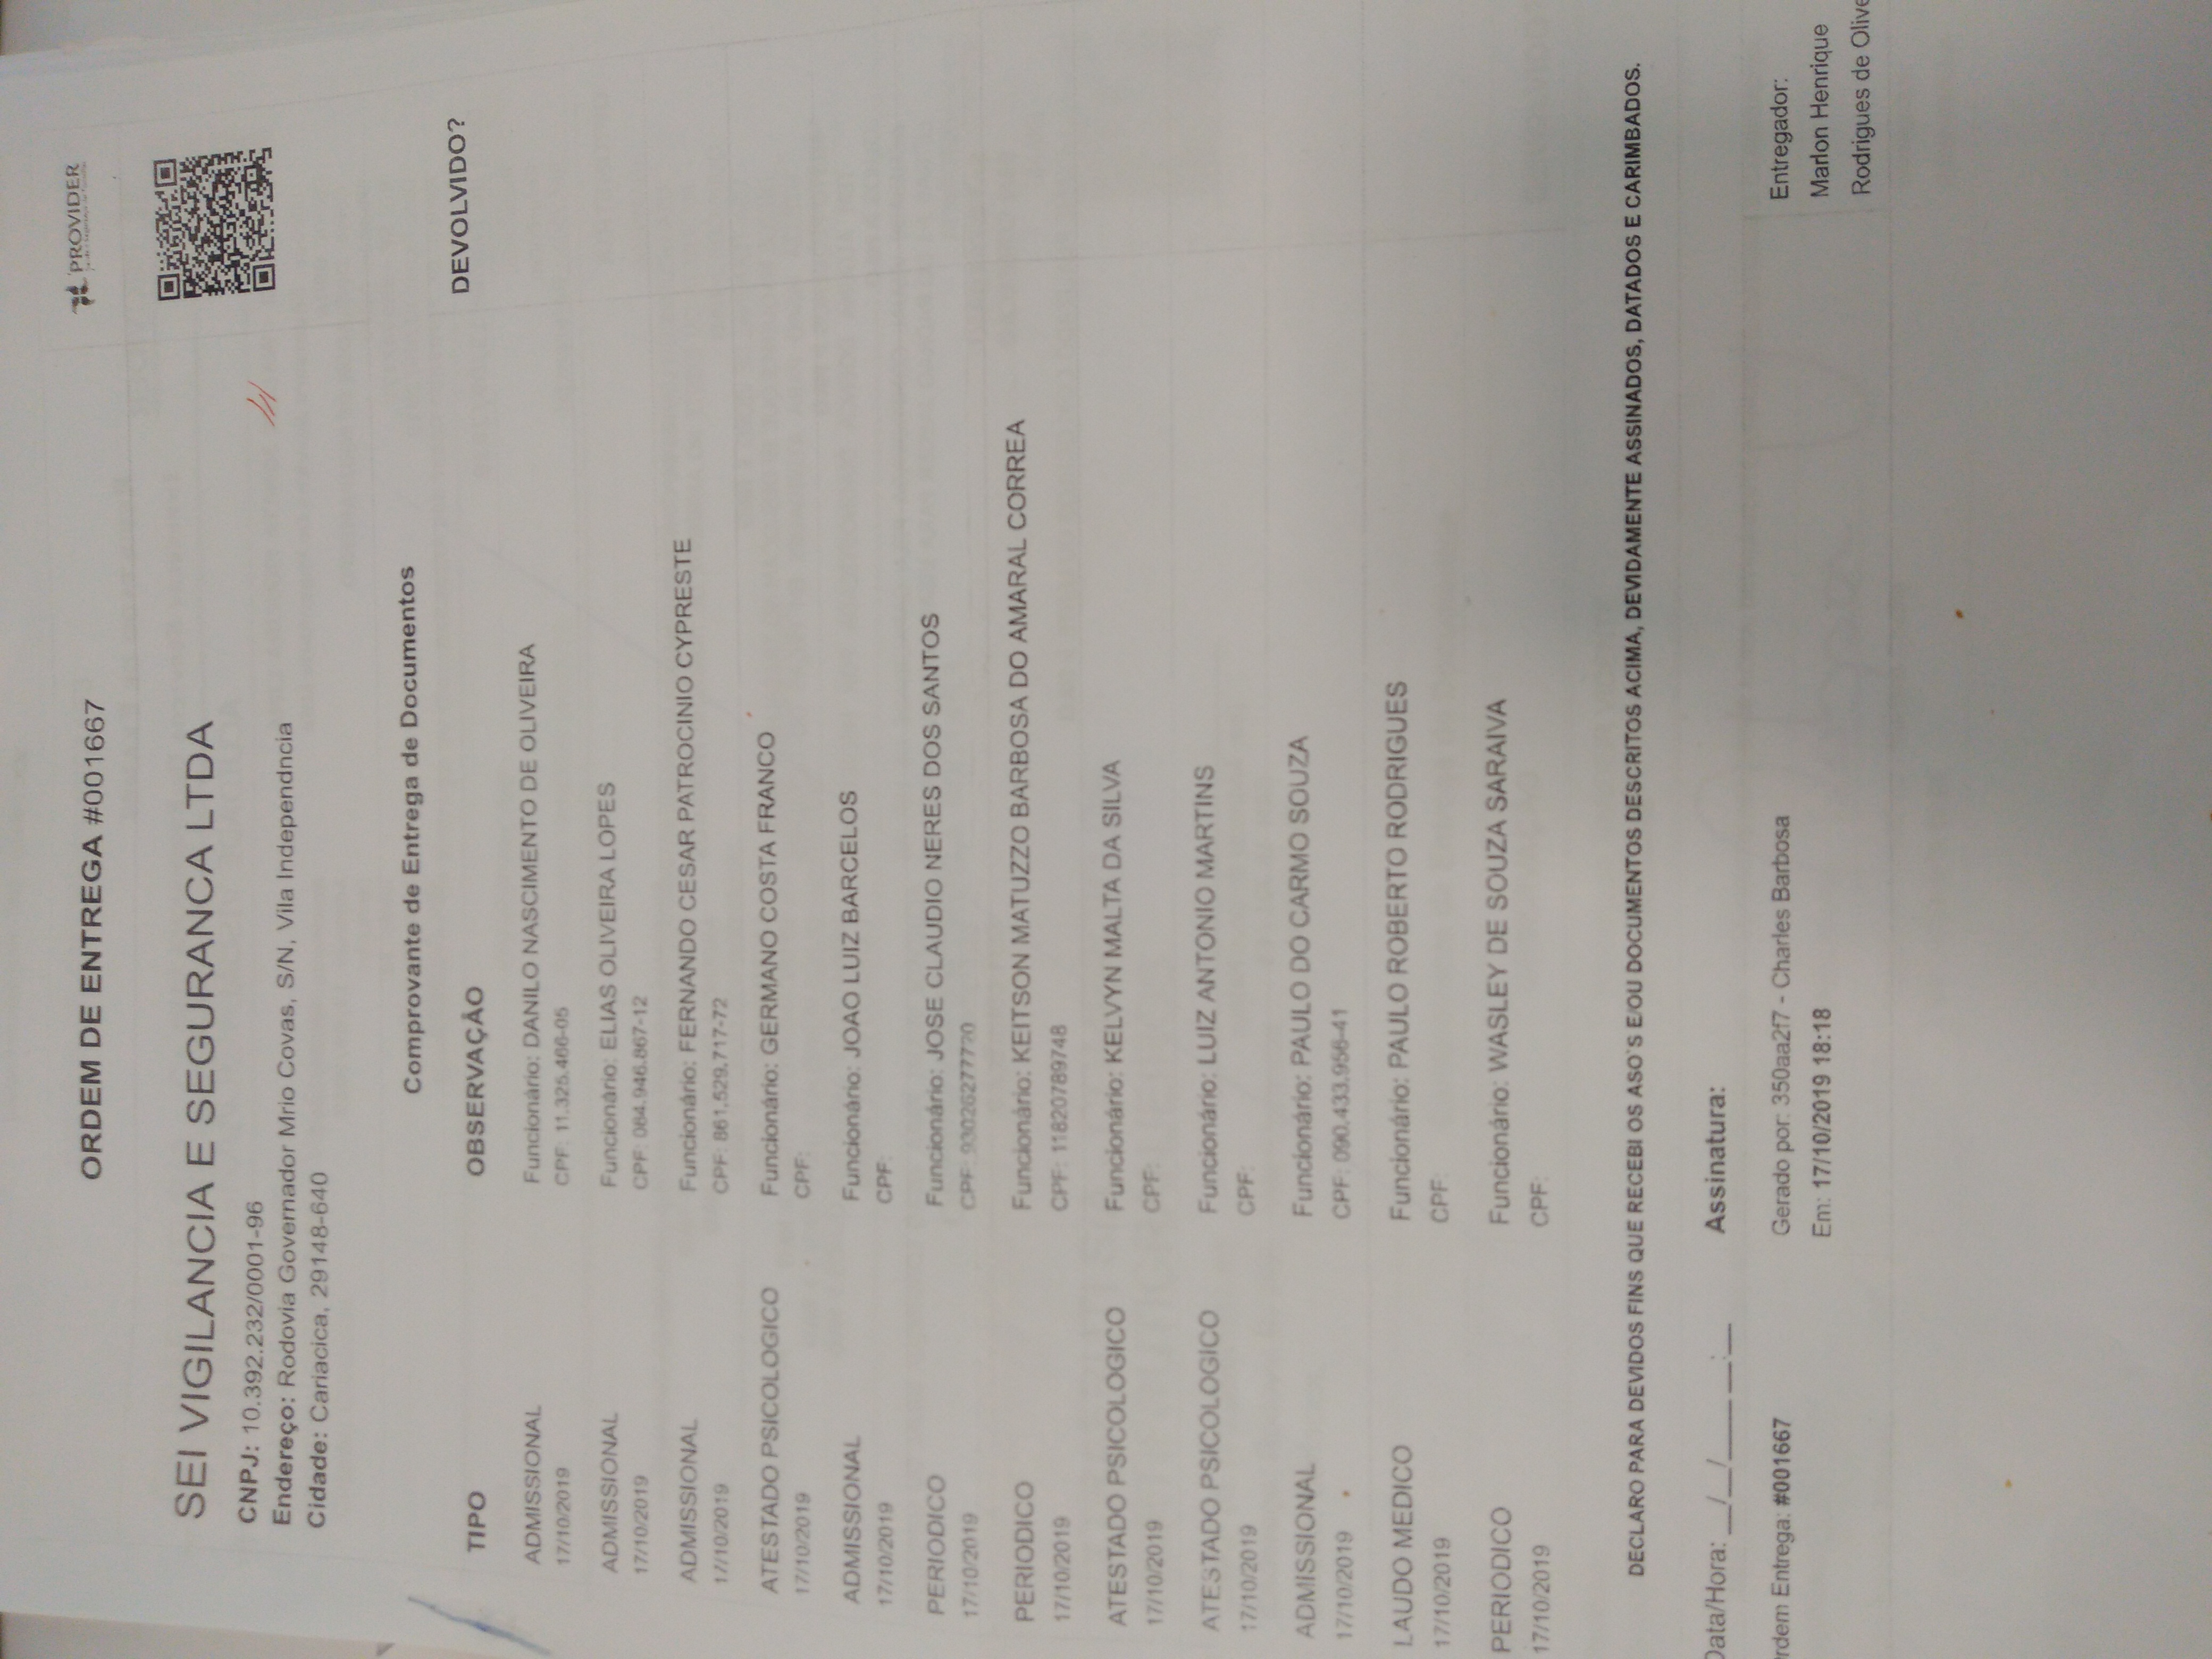 ORDEM DE ENTREGA #001667
PROVIDER
SEI VIGILANCIA E SEGURANCA LTDA
CNPJ: 10.392.232/0001-96
Endereço: Rodovia Governador Mrio Covas, S/N, Vila Independncia
Cidade: Cariacica, 29148-640
Comprovante de Entrega de Documentos
TIPO OBSERVAÇÃO DEVOLVIDO?
ADMISSIONAL Funcionário: DANILO NASCIMENTO DE OLIVEIRA
17/10/2019 CPF: 11.325.466-05
ADMISSIONAL Funcionário: ELIAS OLIVEIRA LOPES
17/10/2019 CPF: 084.946.867-12
ADMISSIONAL Funcionário: FERNANDO CESAR PATROCINIO CYPRESTE
17/10/2019 CPF: 861.529.717-72
ATESTADO PSICOLOGICO Funcionário: GERMANO COSTA FRANCO
17/10/2019 CPF:
ADMISSIONAL Funcionário: JOAO LUIZ BARCELOS
17/10/2019 CPF:
PERIODICO Funcionário: JOSE CLAUDIO NERES DOS SANTOS
17/10/2019 CPF: 93026277720
PERIODICO Funcionário: KEITSON MATUZZO BARBOSA DO AMARAL CORREA
17/10/2019 CPF: 11820789748
ATESTADO PSICOLOGICO Funcionário: KELVYN MALTA DA SILVA
17/10/2019 CPF:
ATESTADO PSICOLOGICO Funcionário: LUIZ ANTONIO MARTINS
17/10/2019 CPF:
ADMISSIONAL Funcionário: PAULO DO CARMO SOUZA
17/10/2019 CPF: 090.433.956-41
LAUDO MEDICO Funcionário: PAULO ROBERTO RODRIGUES
17/10/2019 CPF:
PERIODICO Funcionário: WASLEY DE SOUZA SARAIVA
17/10/2019 CPF:
DECLARO PARA DEVIDOS FINS QUE RECEBI OS ASO'S E/OU DOCUMENTOS DESCRITOS ACIMA, DEVIDAMENTE ASSINADOS, DATADOS E CARIMBADOS.
Data/Hora: __/__/____ __:__ Assinatura:
rdem Entrega: #001667 Gerado por: 350aa2f7 - Charles Barbosa Entregador:
En: 17/10/2019 18:18 Marlon Henrique
Rodrigues de Olive